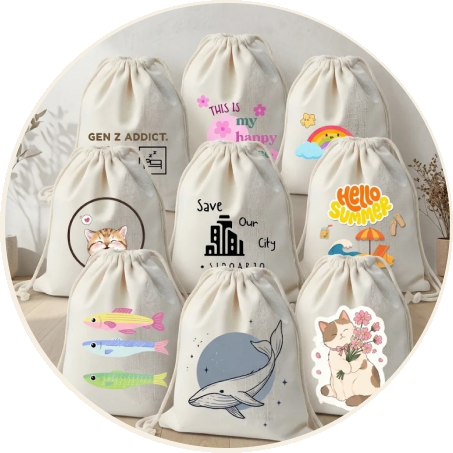 THIS IS
my
happy
GEN Z ADDICT.
Save
Our
City
HELLO
SUMMER